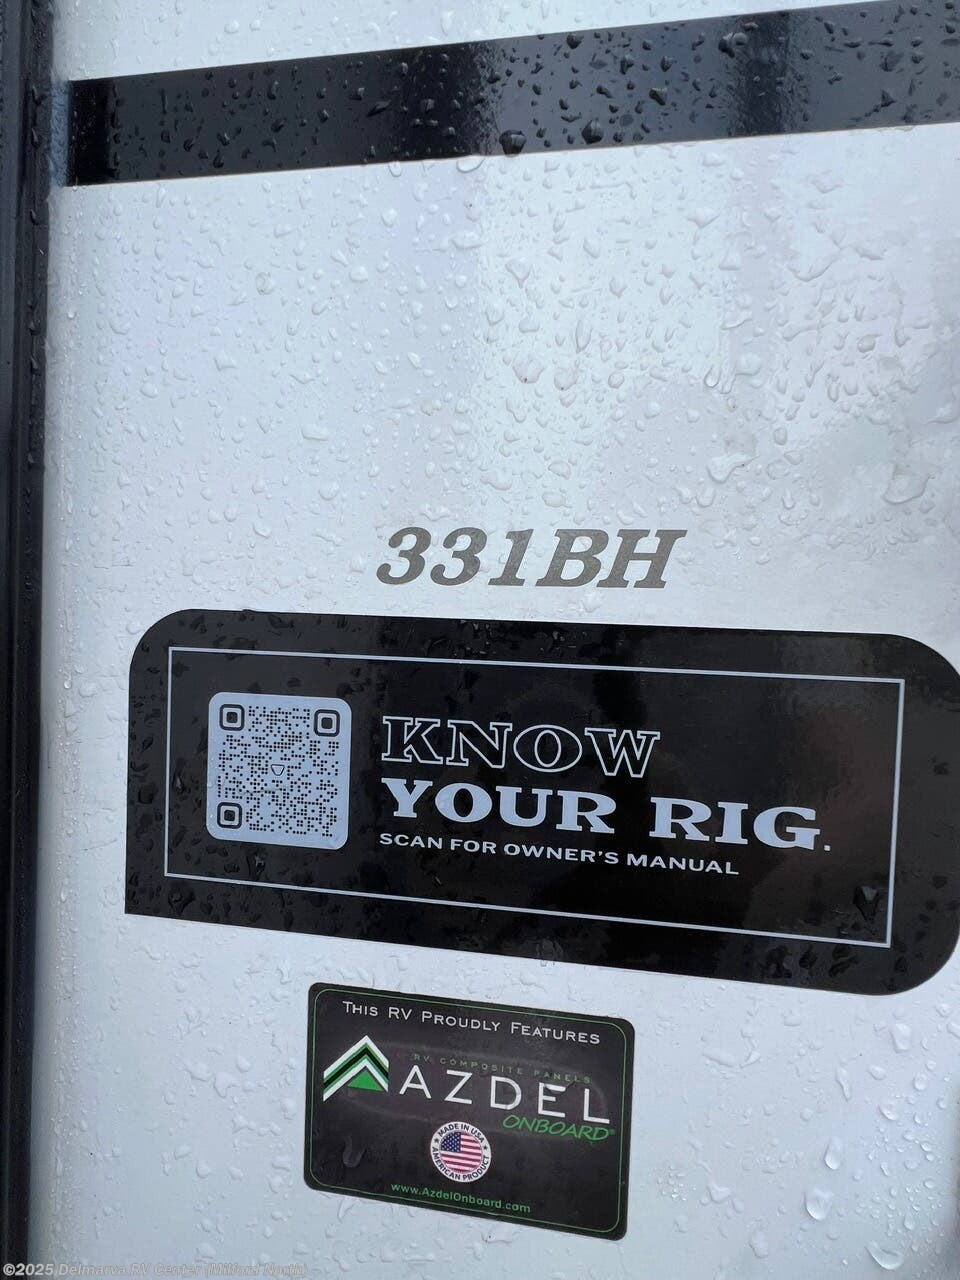 331BH
KNOW
YOUR RIG.
SCAN FOR OWNER'S MANUAL
THIS RV PROUDLY FEATURES
RV COMPOSITE PANELS
AZDEL
ONBOARD®
MADE IN USA
AMERICAN PRODUCT
www.AzdelOnboard.com
©2025 Delmarva RV Center (Milford North)